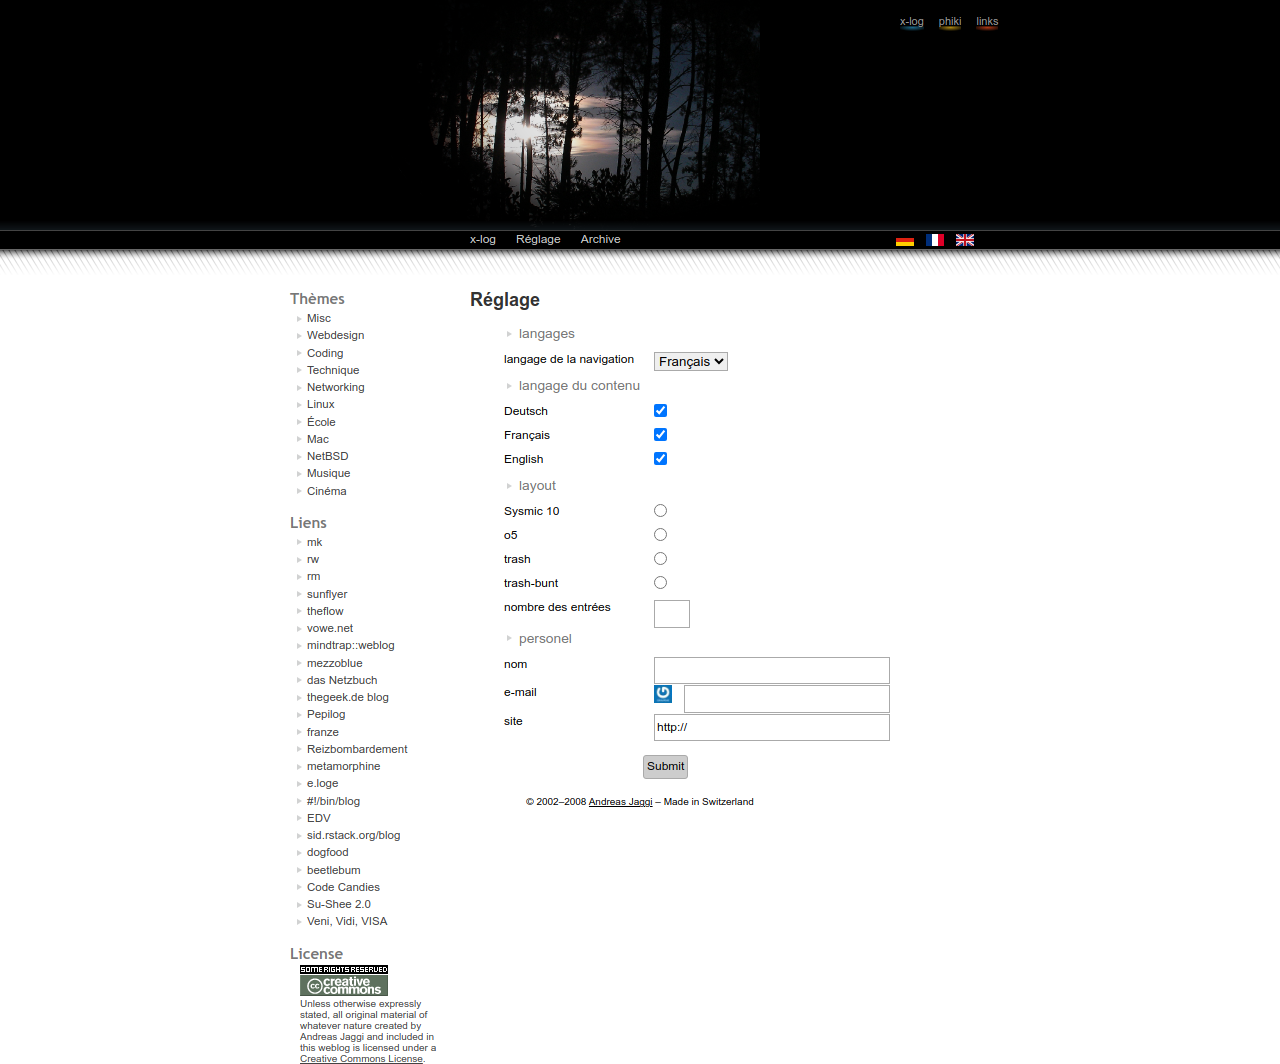 x-log phiki links
x-log Réglage Archive
Thèmes
Misc
Webdesign
Coding
Technique
Networking
Linux
École
Mac
NetBSD
Musique
Cinéma
Liens
mk
rw
rm
sunflyer
theflow
vowe.net
mindtrap::weblog
mezzoblue
das Netzbuch
thegeek.de blog
Pepilog
franze
Reizbombardement
metamorphine
e.loge
#!/bin/blog
EDV
sid.rstack.org/blog
dogfood
beetlebum
Code Candies
Su-Shee 2.0
Veni, Vidi, VISA
License
SOME RIGHTS RESERVED
cc creative commons
Unless otherwise expressly
stated, all original material of
whatever nature created by
Andreas Jaggi and included in
this weblog is licensed under a
Creative Commons License.
Réglage
langages
langage de la navigation Français
langage du contenu
Deutsch
Français
English
layout
Sysmic 10
o5
trash
trash-bunt
nombre des entrées
personel
nom
e-mail
site http://
Submit
© 2002–2008 Andreas Jaggi – Made in Switzerland